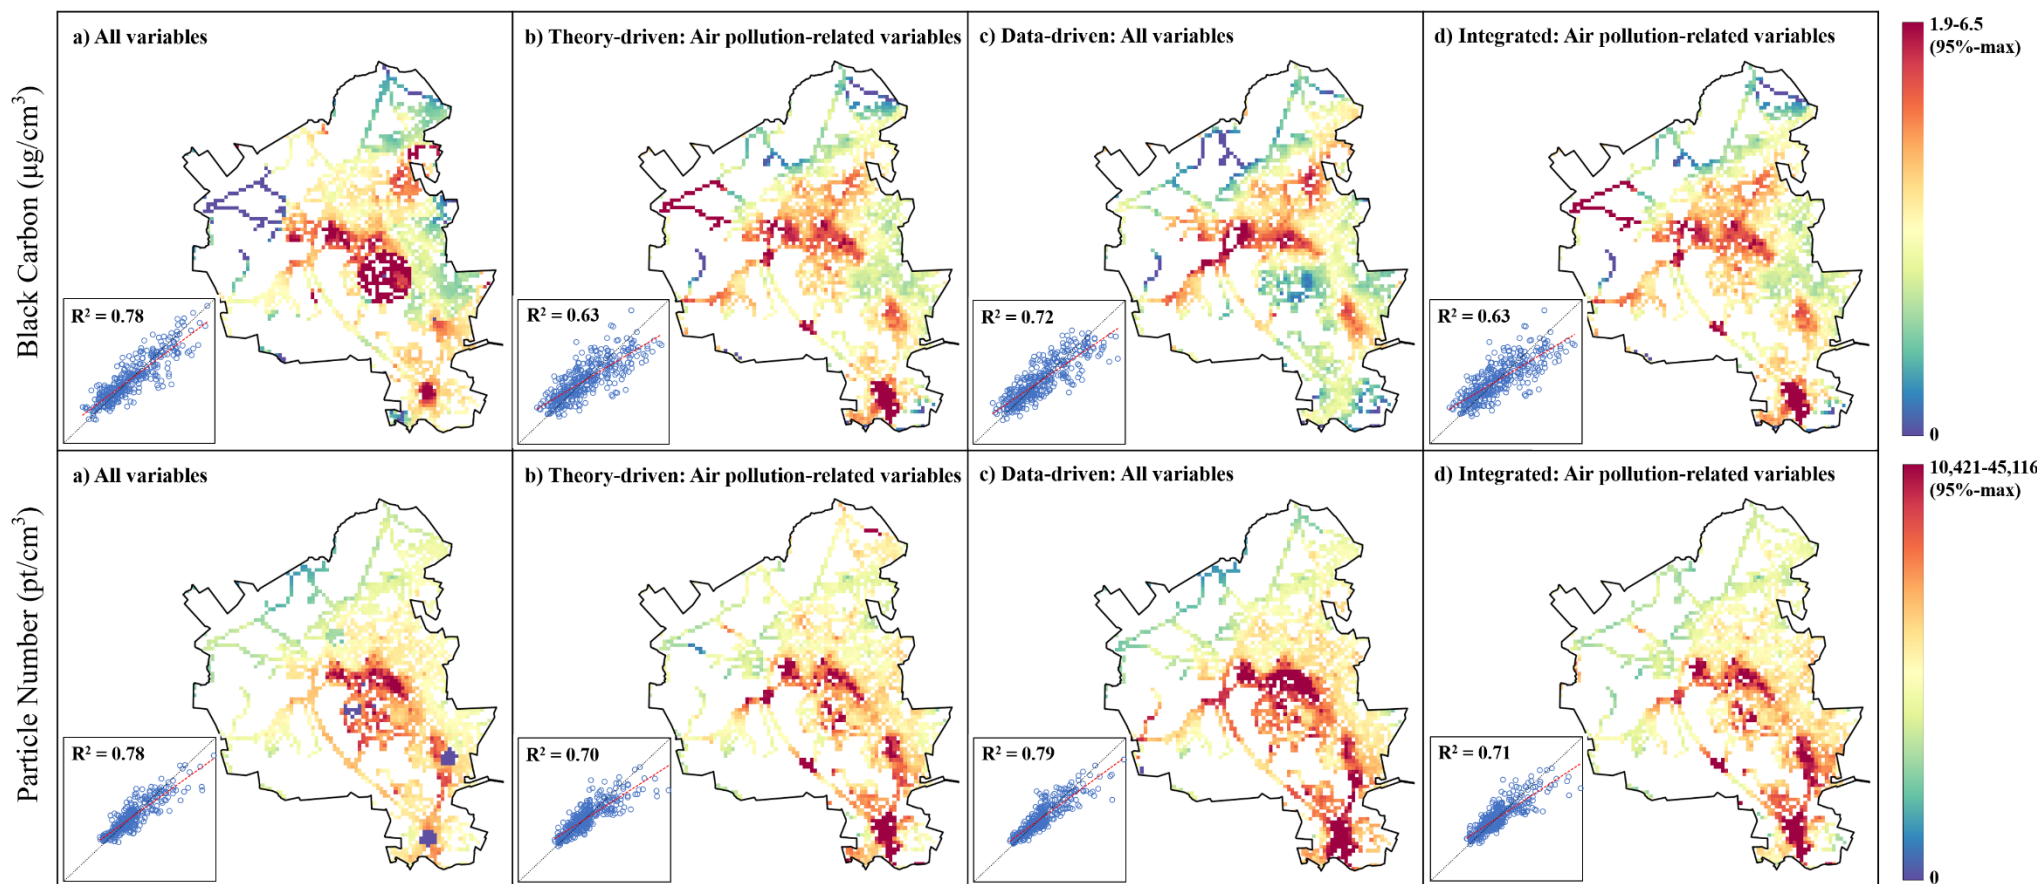 Black Carbon (μg/cm³)
a) All variables
R² = 0.78
b) Theory-driven: Air pollution-related variables
R² = 0.63
c) Data-driven: All variables
R² = 0.72
d) Integrated: Air pollution-related variables
R² = 0.63
1.9-6.5
(95%-max)
0
Particle Number (pt/cm³)
a) All variables
R² = 0.78
b) Theory-driven: Air pollution-related variables
R² = 0.70
c) Data-driven: All variables
R² = 0.79
d) Integrated: Air pollution-related variables
R² = 0.71
10,421-45,116
(95%-max)
0